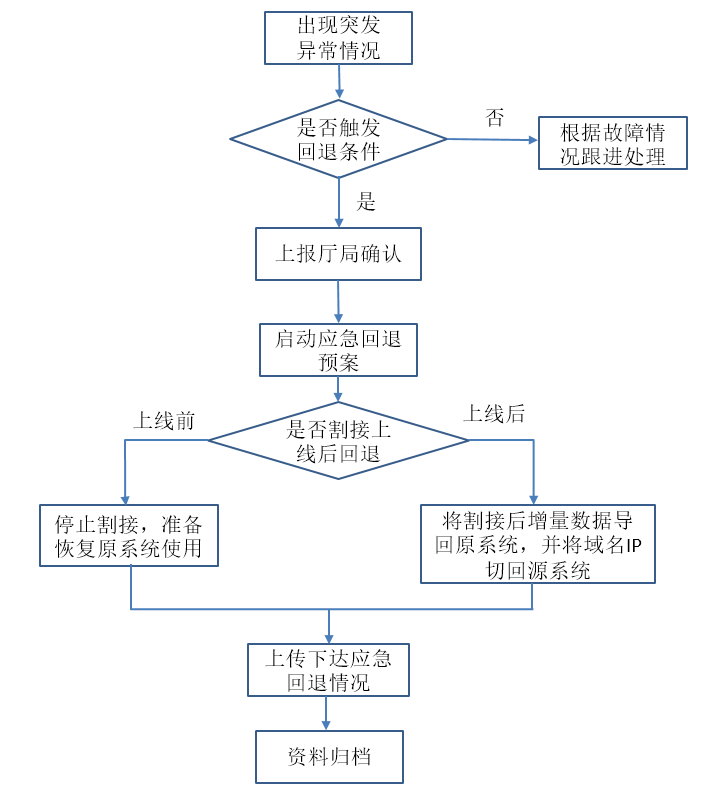 出现突发
异常情况
是否触发
回退条件
否
根据故障情
况跟进处理
是
上报厅局确认
启动应急回退
预案
上线前
上线后
是否割接上
线后回退
停止割接，准备
恢复原系统使用
将割接后增量数据导
回原系统，并将域名IP
切回源系统
上传下达应急
回退情况
资料归档